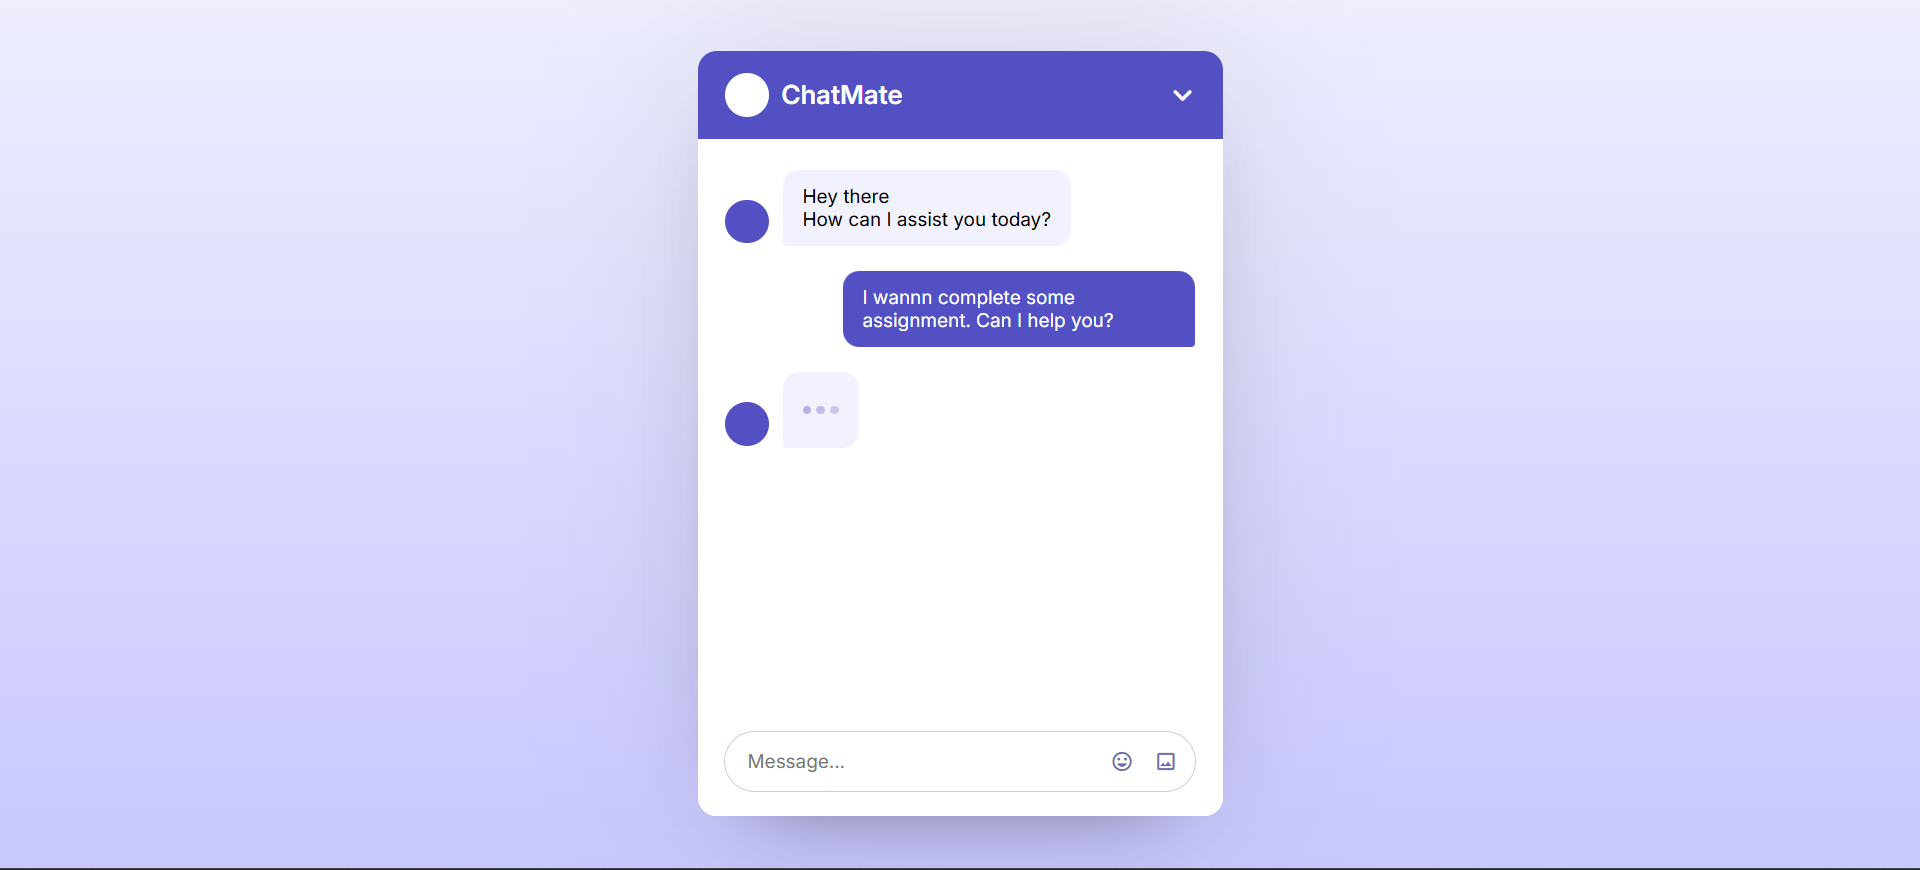 ChatMate
Hey there
How can I assist you today?
I wannn complete some
assignment. Can I help you?
Message...